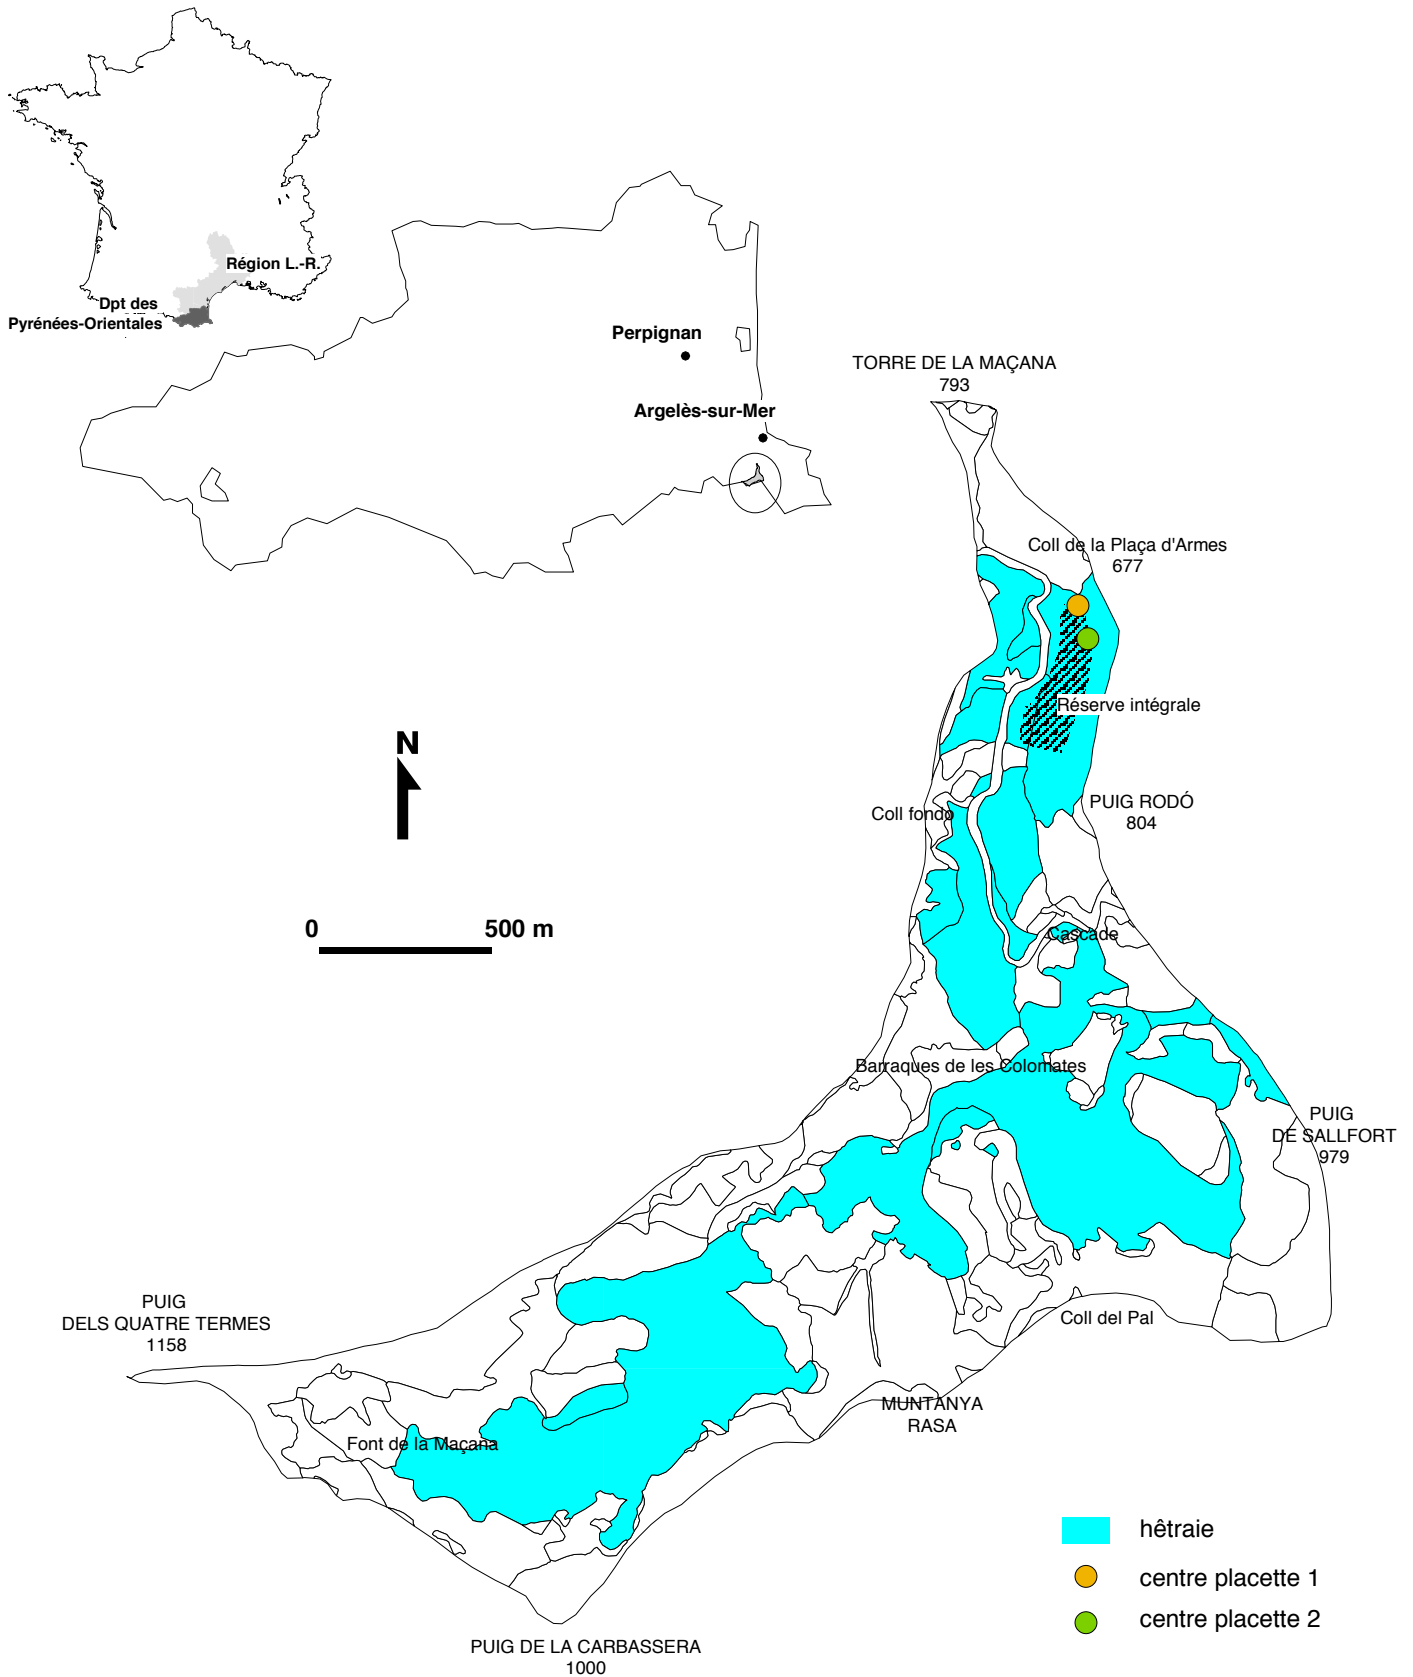 Région L.-R.
Dpt des
Pyrénées-Orientales
Perpignan
Argelès-sur-Mer
TORRE DE LA MAÇANA
793
Coll de la Plaça d'Armes
677
Réserve intégrale
N
PUIG RODÓ
804
Coll fondo
0 500 m
Cascade
Barraques de les Colomates
PUIG
DE SALLFORT
979
PUIG
DELS QUATRE TERMES
1158
Coll del Pal
MUNTANYA
RASA
Font de la Maçana
hêtraie
centre placette 1
centre placette 2
PUIG DE LA CARBASSERA
1000